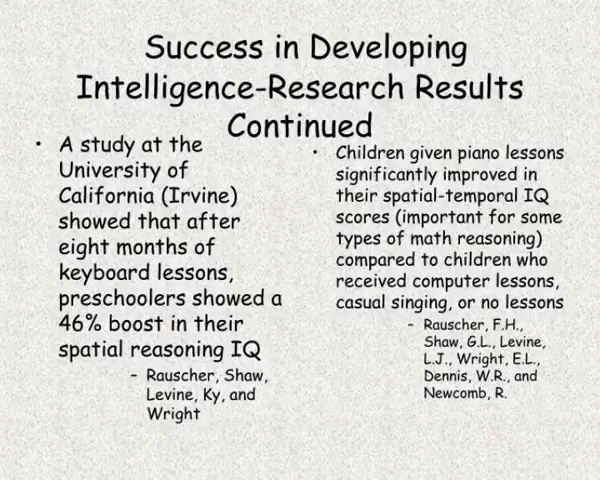 Success in Developing
Intelligence-Research Results
Continued
• A study at the
University of
California (Irvine)
showed that after
eight months of
keyboard lessons,
preschoolers showed a
46% boost in their
spatial reasoning IQ
– Rauscher, Shaw,
Levine, Ky, and
Wright
• Children given piano lessons
significantly improved in
their spatial-temporal IQ
scores (important for some
types of math reasoning)
compared to children who
received computer lessons,
casual singing, or no lessons
– Rauscher, F.H.,
Shaw, G.L., Levine,
L.J., Wright, E.L.,
Dennis, W.R., and
Newcomb, R.